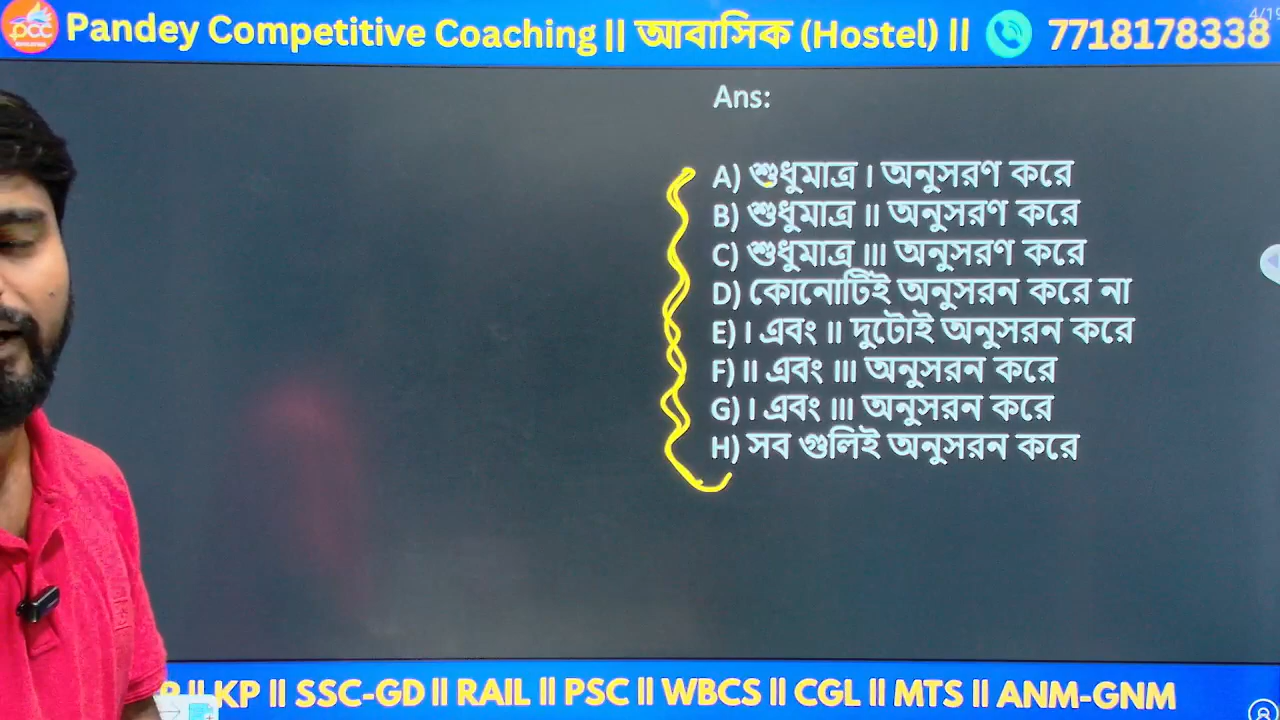 pcc
Pandey Competitive Coaching || আবাসিক (Hostel) || 7718178338
Ans:
A) শুধুমাত্র I অনুসরণ করে
B) শুধুমাত্র II অনুসরণ করে
C) শুধুমাত্র III অনুসরণ করে
D) কোনোটিই অনুসরন করে না
E) I এবং II দুটোই অনুসরন করে
F) II এবং III অনুসরন করে
G) I এবং III অনুসরন করে
H) সব গুলিই অনুসরন করে
KP || SSC-GD || RAIL || PSC || WBCS || CGL || MTS || ANM-GNM